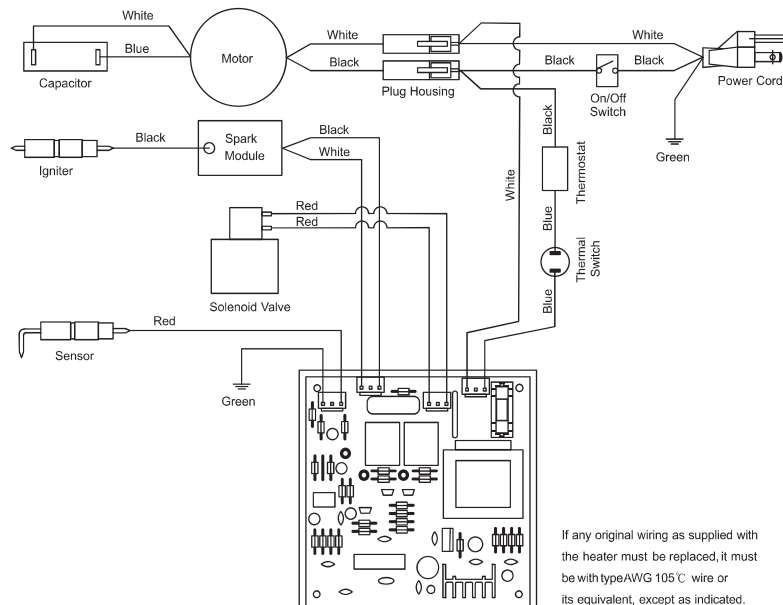 White
Blue
Capacitor
Motor
White
Black
Plug Housing
Black
On/Off
Switch
White
Black
Power Cord
Green
Black
Igniter
Spark
Module
Black
White
Black
Thermostat
White
Blue
Thermal
Switch
Blue
Red
Red
Solenoid Valve
Red
Sensor
Green
If any original wiring as supplied with
the heater must be replaced, it must
be with typeAWG 105℃ wire or
its equivalent, except as indicated.